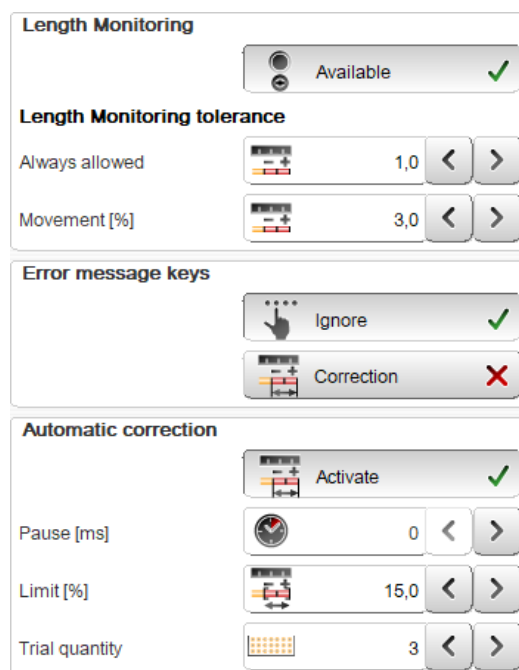 Length Monitoring
Available
Length Monitoring tolerance
Always allowed 1,0
Movement [%] 3,0
Error message keys
Ignore
Correction
Automatic correction
Activate
Pause [ms] 0
Limit [%] 15,0
Trial quantity 3